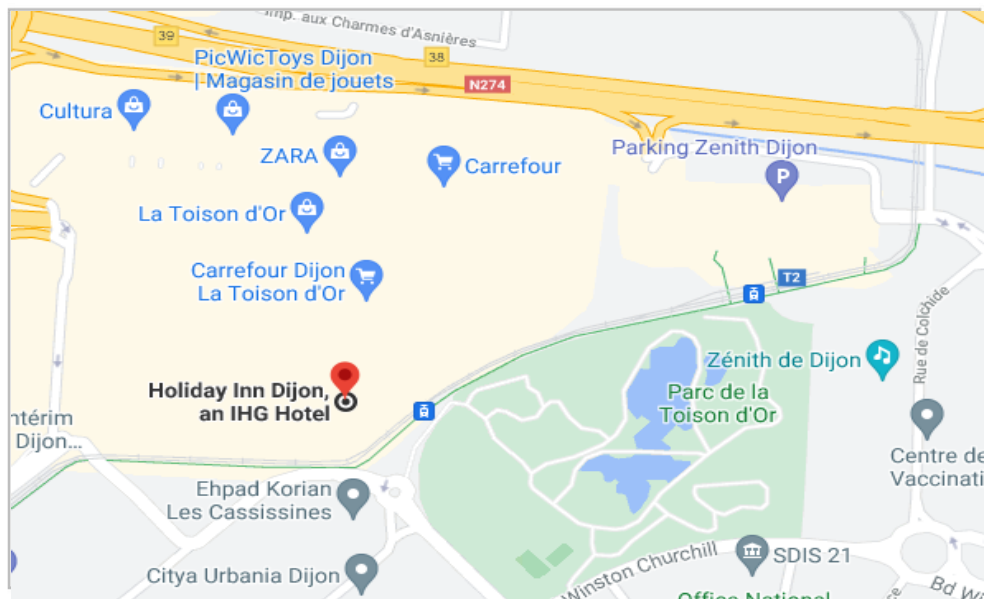 Imp. aux Charmes d'Asnières
39
38
PicWicToys Dijon
| Magasin de jouets
N274
Cultura
ZARA
Carrefour
Parking Zenith Dijon
P
La Toison d'Or
Carrefour Dijon
La Toison d'Or
T2
Rue de Colchide
Zénith de Dijon
Holiday Inn Dijon,
an IHG Hotel
Parc de la
Toison d'Or
ntérim
Dijon...
Centre de
Vaccinati
Ehpad Korian
Les Cassissines
Winston Churchill
SDIS 21
Citya Urbania Dijon
Bd Wi
Office National